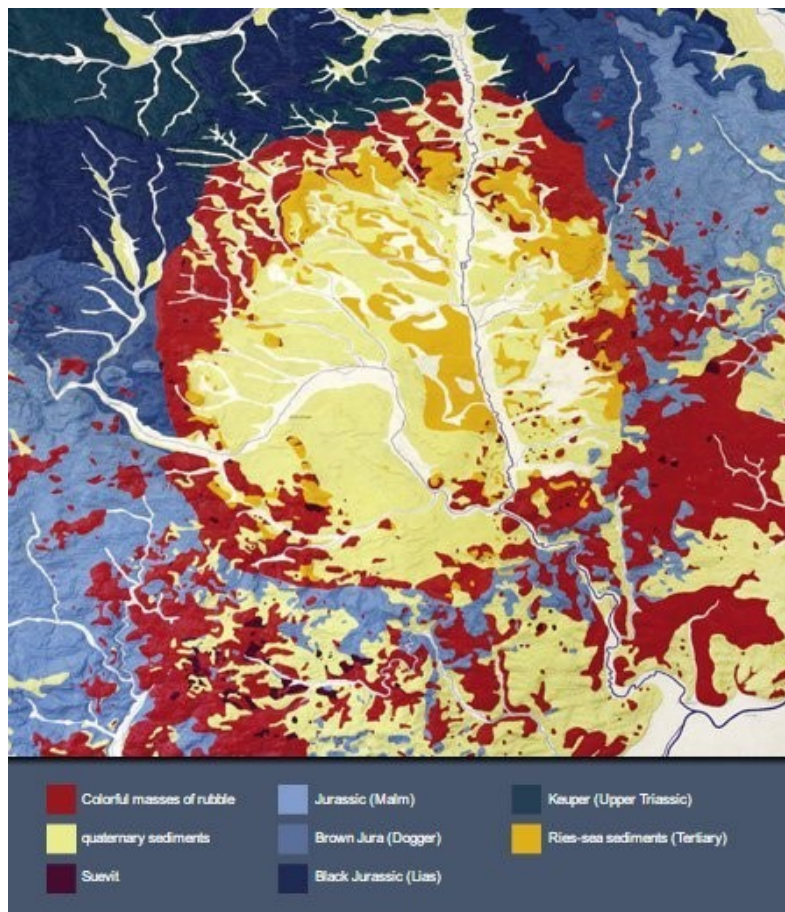 Colorful masses of rubble
Jurassic (Malm)
Keuper (Upper Triassic)
quaternary sediments
Brown Jura (Dogger)
Ries-sea sediments (Tertiary)
Suevit
Black Jurassic (Lias)